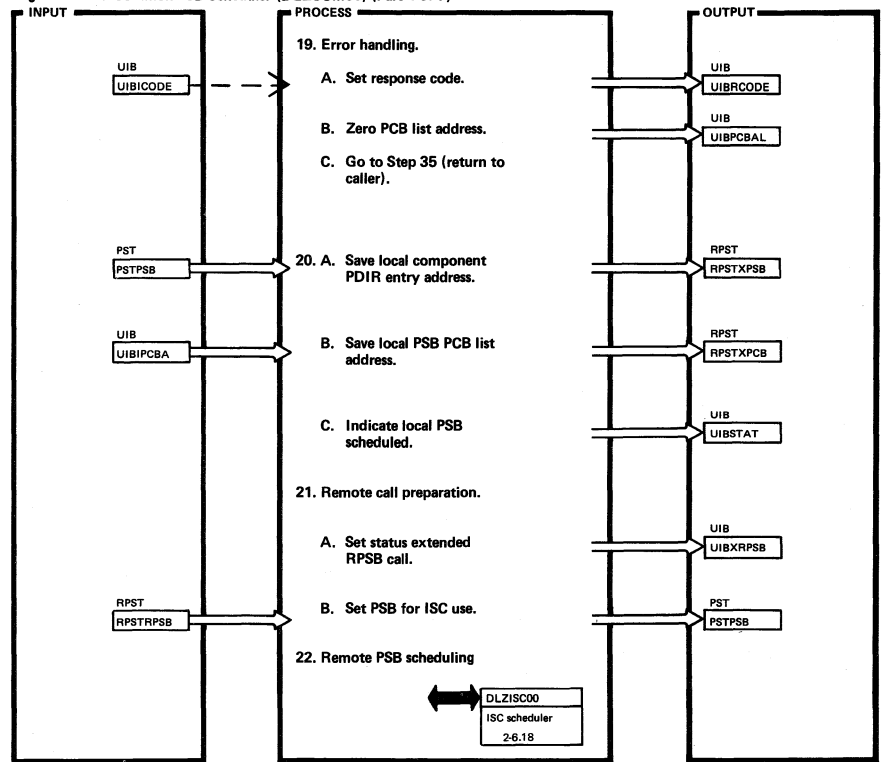 INPUT
PROCESS
OUTPUT
19. Error handling.
UIB
UIBICODE
A. Set response code.
UIB
UIBRCODE
B. Zero PCB list address.
UIB
UIBPCBAL
C. Go to Step 35 (return to
caller).
PST
PSTPSB
20. A. Save local component
PDIR entry address.
RPST
RPSTXPSB
UIB
UIBIPCBA
B. Save local PSB PCB list
address.
RPST
RPSTXPCB
C. Indicate local PSB
scheduled.
UIB
UIBSTAT
21. Remote call preparation.
A. Set status extended
RPSB call.
UIB
UIBXRPSB
RPST
RPSTRPSB
B. Set PSB for ISC use.
PST
PSTPSB
22. Remote PSB scheduling
DLZISC00
ISC scheduler
2-6.18